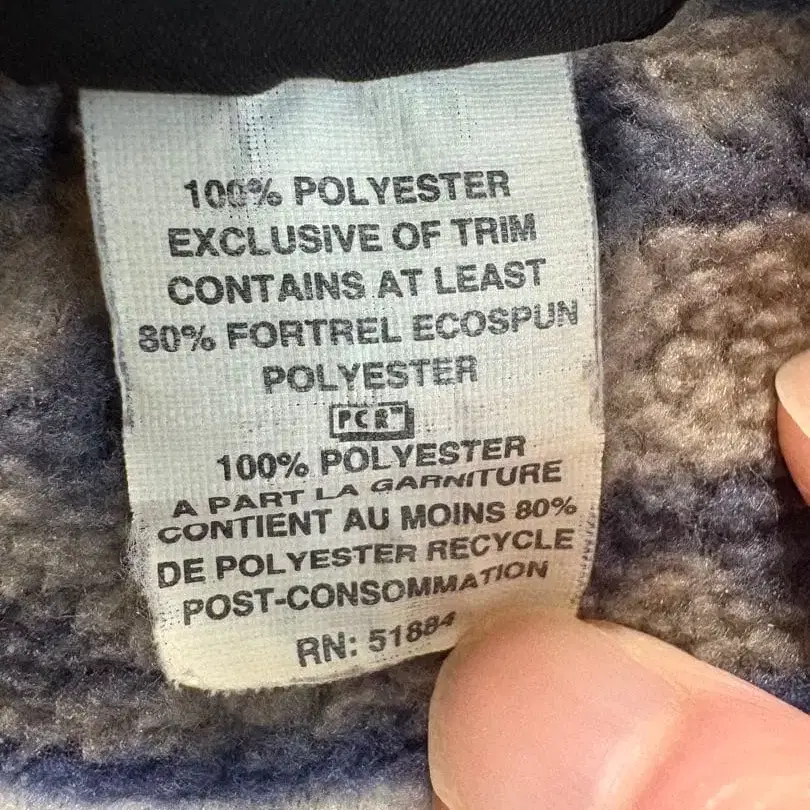 100% POLYESTER
EXCLUSIVE OF TRIM
CONTAINS AT LEAST
80% FORTREL ECOSPUN
POLYESTER
PCR™
100% POLYESTER
A PART LA GARNITURE
CONTIENT AU MOINS 80%
DE POLYESTER RECYCLE
POST-CONSOMMATION
RN: 51884